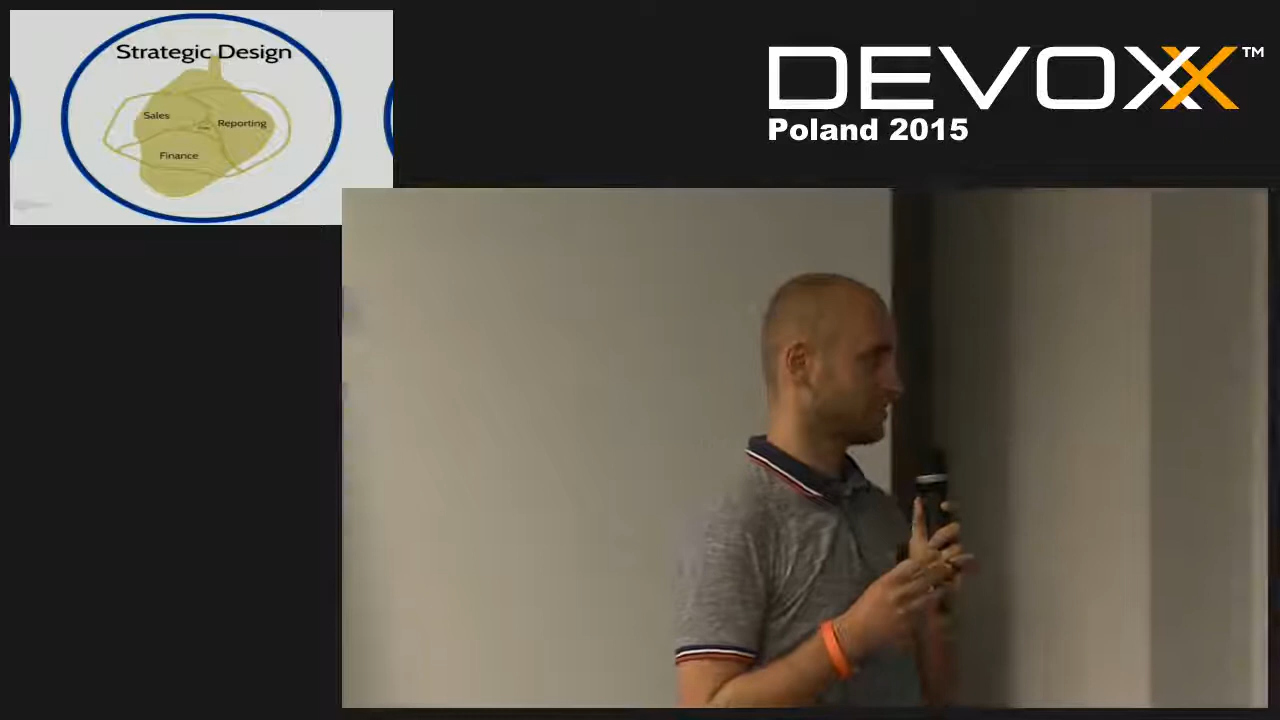 Strategic Design
Sales
Reporting
Finance
DEVOXX™
Poland 2015